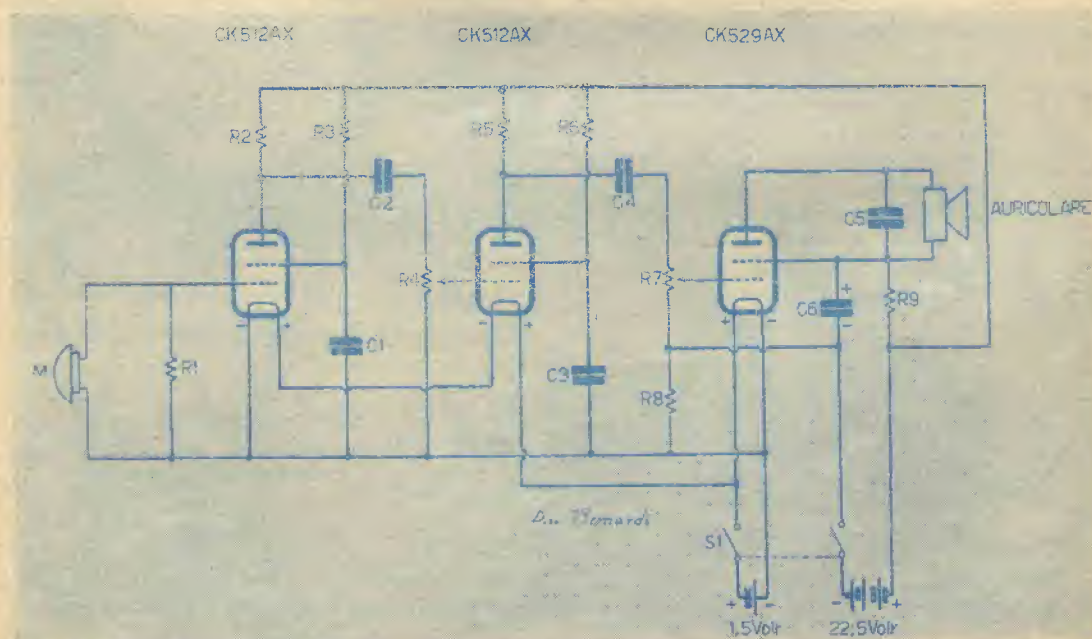 CK512AX
CK512AX
CK529AX
R2
R3
R5
R6
C2
C4
C5
AURICOLARE
R4
R7
C6
+
-
R9
- +
- +
+ -
M
R1
C1
C3
R8
S1
+ -
- +
1,5Volt
22,5Volt